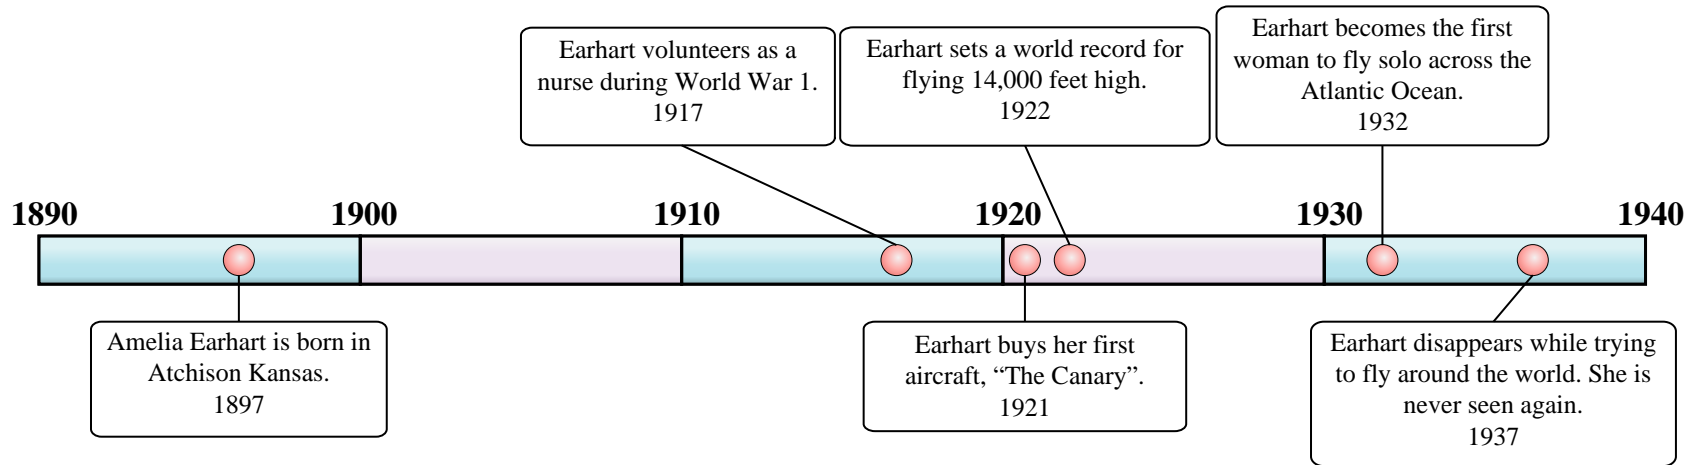 Earhart volunteers as a
nurse during World War 1.
1917
Earhart sets a world record for
flying 14,000 feet high.
1922
Earhart becomes the first
woman to fly solo across the
Atlantic Ocean.
1932
1890
1900
1910
1920
1930
1940
Amelia Earhart is born in
Atchison Kansas.
1897
Earhart buys her first
aircraft, “The Canary”.
1921
Earhart disappears while trying
to fly around the world. She is
never seen again.
1937